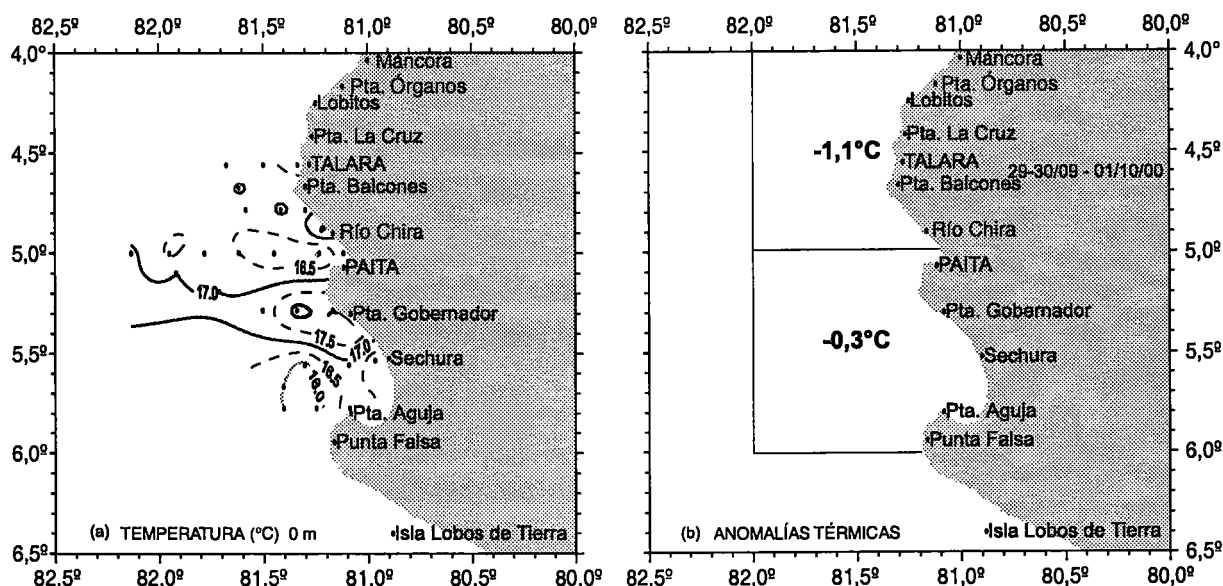 82,5º 82,0º 81,5º 81,0º 80,5º 80,0º
4,0°
Máncora
Pta. Órganos
Lobitos
Pta. La Cruz
4,5º
TALARA
Pta. Balcones
Río Chira
5,0º
16.5
PAITA
17.0
Pta. Gobernador
17.5
17.0
5,5º
Sechura
16.5
16.0
Pta. Aguja
Punta Falsa
6,0º
(a) TEMPERATURA (ºC) 0 m
Isla Lobos de Tierra
6,5º
82,5º 82,0º 81,5º 81,0º 80,5º 80,0º
82,5º 82,0º 81,5º 81,0º 80,5º 80,0º
4,0°
Máncora
Pta. Órganos
Lobitos
Pta. La Cruz
-1,1°C
4,5º
TALARA
29-30/09 - 01/10/00
Pta. Balcones
Río Chira
5,0º
PAITA
Pta. Gobernador
-0,3°C
5,5º
Sechura
Pta. Aguja
Punta Falsa
6,0º
(b) ANOMALÍAS TÉRMICAS
Isla Lobos de Tierra
6,5º
82,5º 82,0º 81,5º 81,0º 80,5º 80,0º